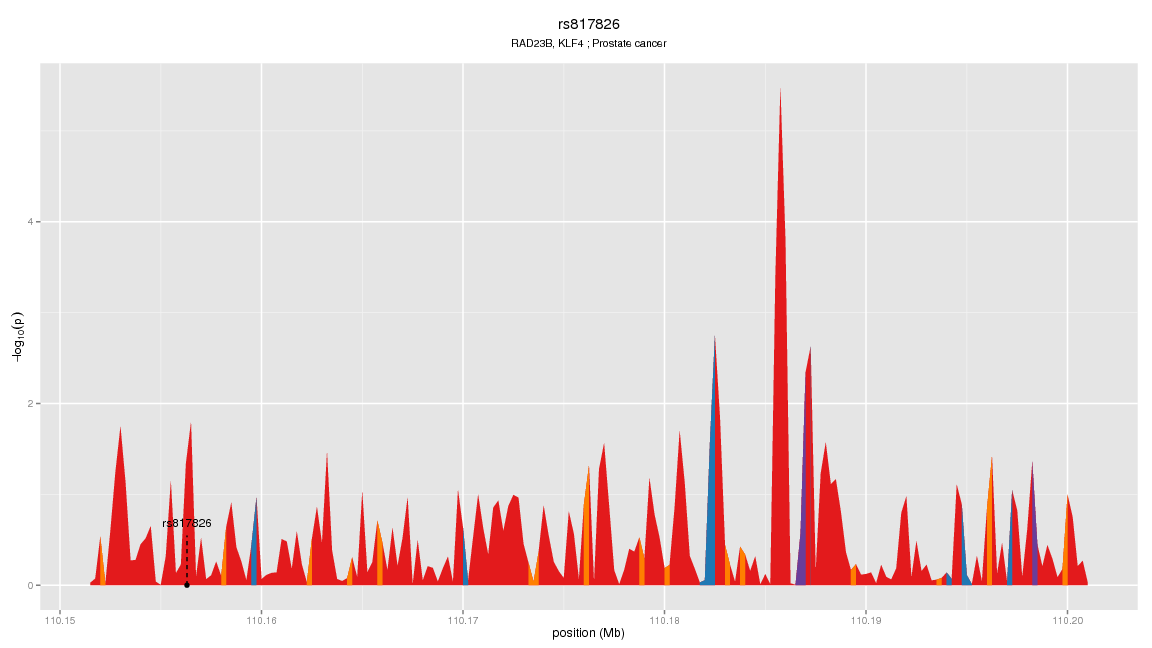 rs817826
RAD23B, KLF4 ; Prostate cancer
−log10(p)
4
2
0
rs817826
110.15 110.16 110.17 110.18 110.19 110.20
position (Mb)